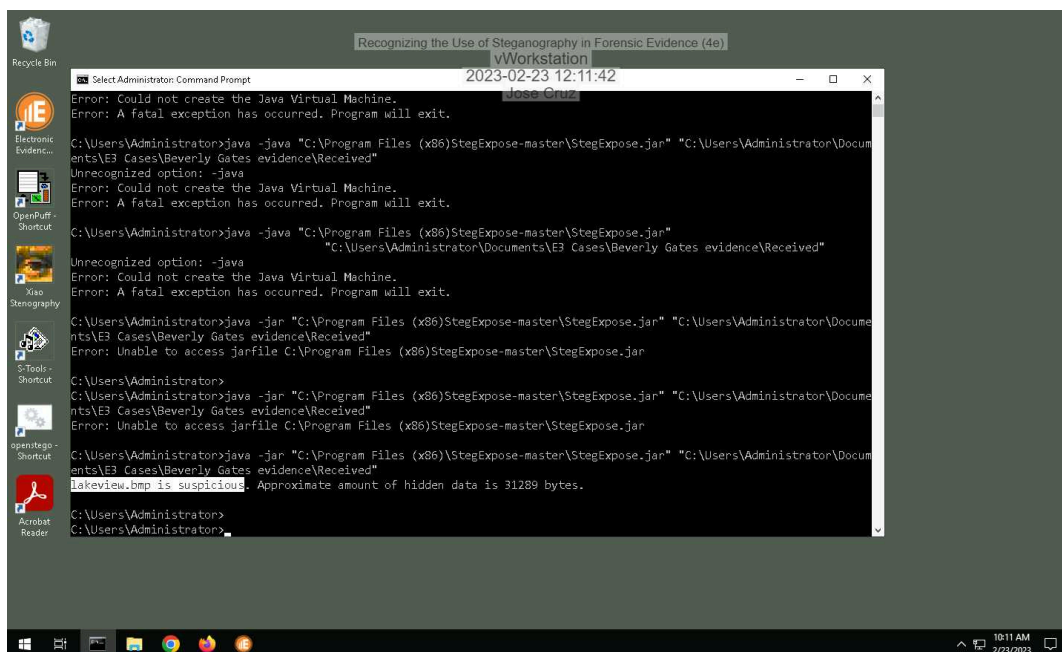 Recycle Bin
Recognizing the Use of Steganography in Forensic Evidence (4e)
vWorkstation
2023-02-23 12:11:42
Jose Cruz
Select Administrator: Command Prompt
Error: Could not create the Java Virtual Machine.
Error: A fatal exception has occurred. Program will exit.
C:\Users\Administrator>java -java "C:\Program Files (x86)StegExpose-master\StegExpose.jar" "C:\Users\Administrator\Docum
ents\E3 Cases\Beverly Gates evidence\Received"
Unrecognized option: -java
Error: Could not create the Java Virtual Machine.
Error: A fatal exception has occurred. Program will exit.
C:\Users\Administrator>java -java "C:\Program Files (x86)StegExpose-master\StegExpose.jar"
"C:\Users\Administrator\Documents\E3 Cases\Beverly Gates evidence\Received"
Unrecognized option: -java
Error: Could not create the Java Virtual Machine.
Error: A fatal exception has occurred. Program will exit.
C:\Users\Administrator>java -jar "C:\Program Files (x86)StegExpose-master\StegExpose.jar" "C:\Users\Administrator\Docume
nts\E3 Cases\Beverly Gates evidence\Received"
Error: Unable to access jarfile C:\Program Files (x86)StegExpose-master\StegExpose.jar
C:\Users\Administrator>
C:\Users\Administrator>java -jar "C:\Program Files (x86)StegExpose-master\StegExpose.jar" "C:\Users\Administrator\Docume
nts\E3 Cases\Beverly Gates evidence\Received"
Error: Unable to access jarfile C:\Program Files (x86)StegExpose-master\StegExpose.jar
C:\Users\Administrator>java -jar "C:\Program Files (x86)\StegExpose-master\StegExpose.jar" "C:\Users\Administrator\Docum
ents\E3 Cases\Beverly Gates evidence\Received"
lakeview.bmp is suspicious. Approximate amount of hidden data is 31289 bytes.
C:\Users\Administrator>
C:\Users\Administrator>
Electronic
Evidenc...
OpenPuff -
Shortcut
Xiao
Stenography
S-Tools -
Shortcut
openstego -
Shortcut
Acrobat
Reader
10:11 AM
2/23/2023